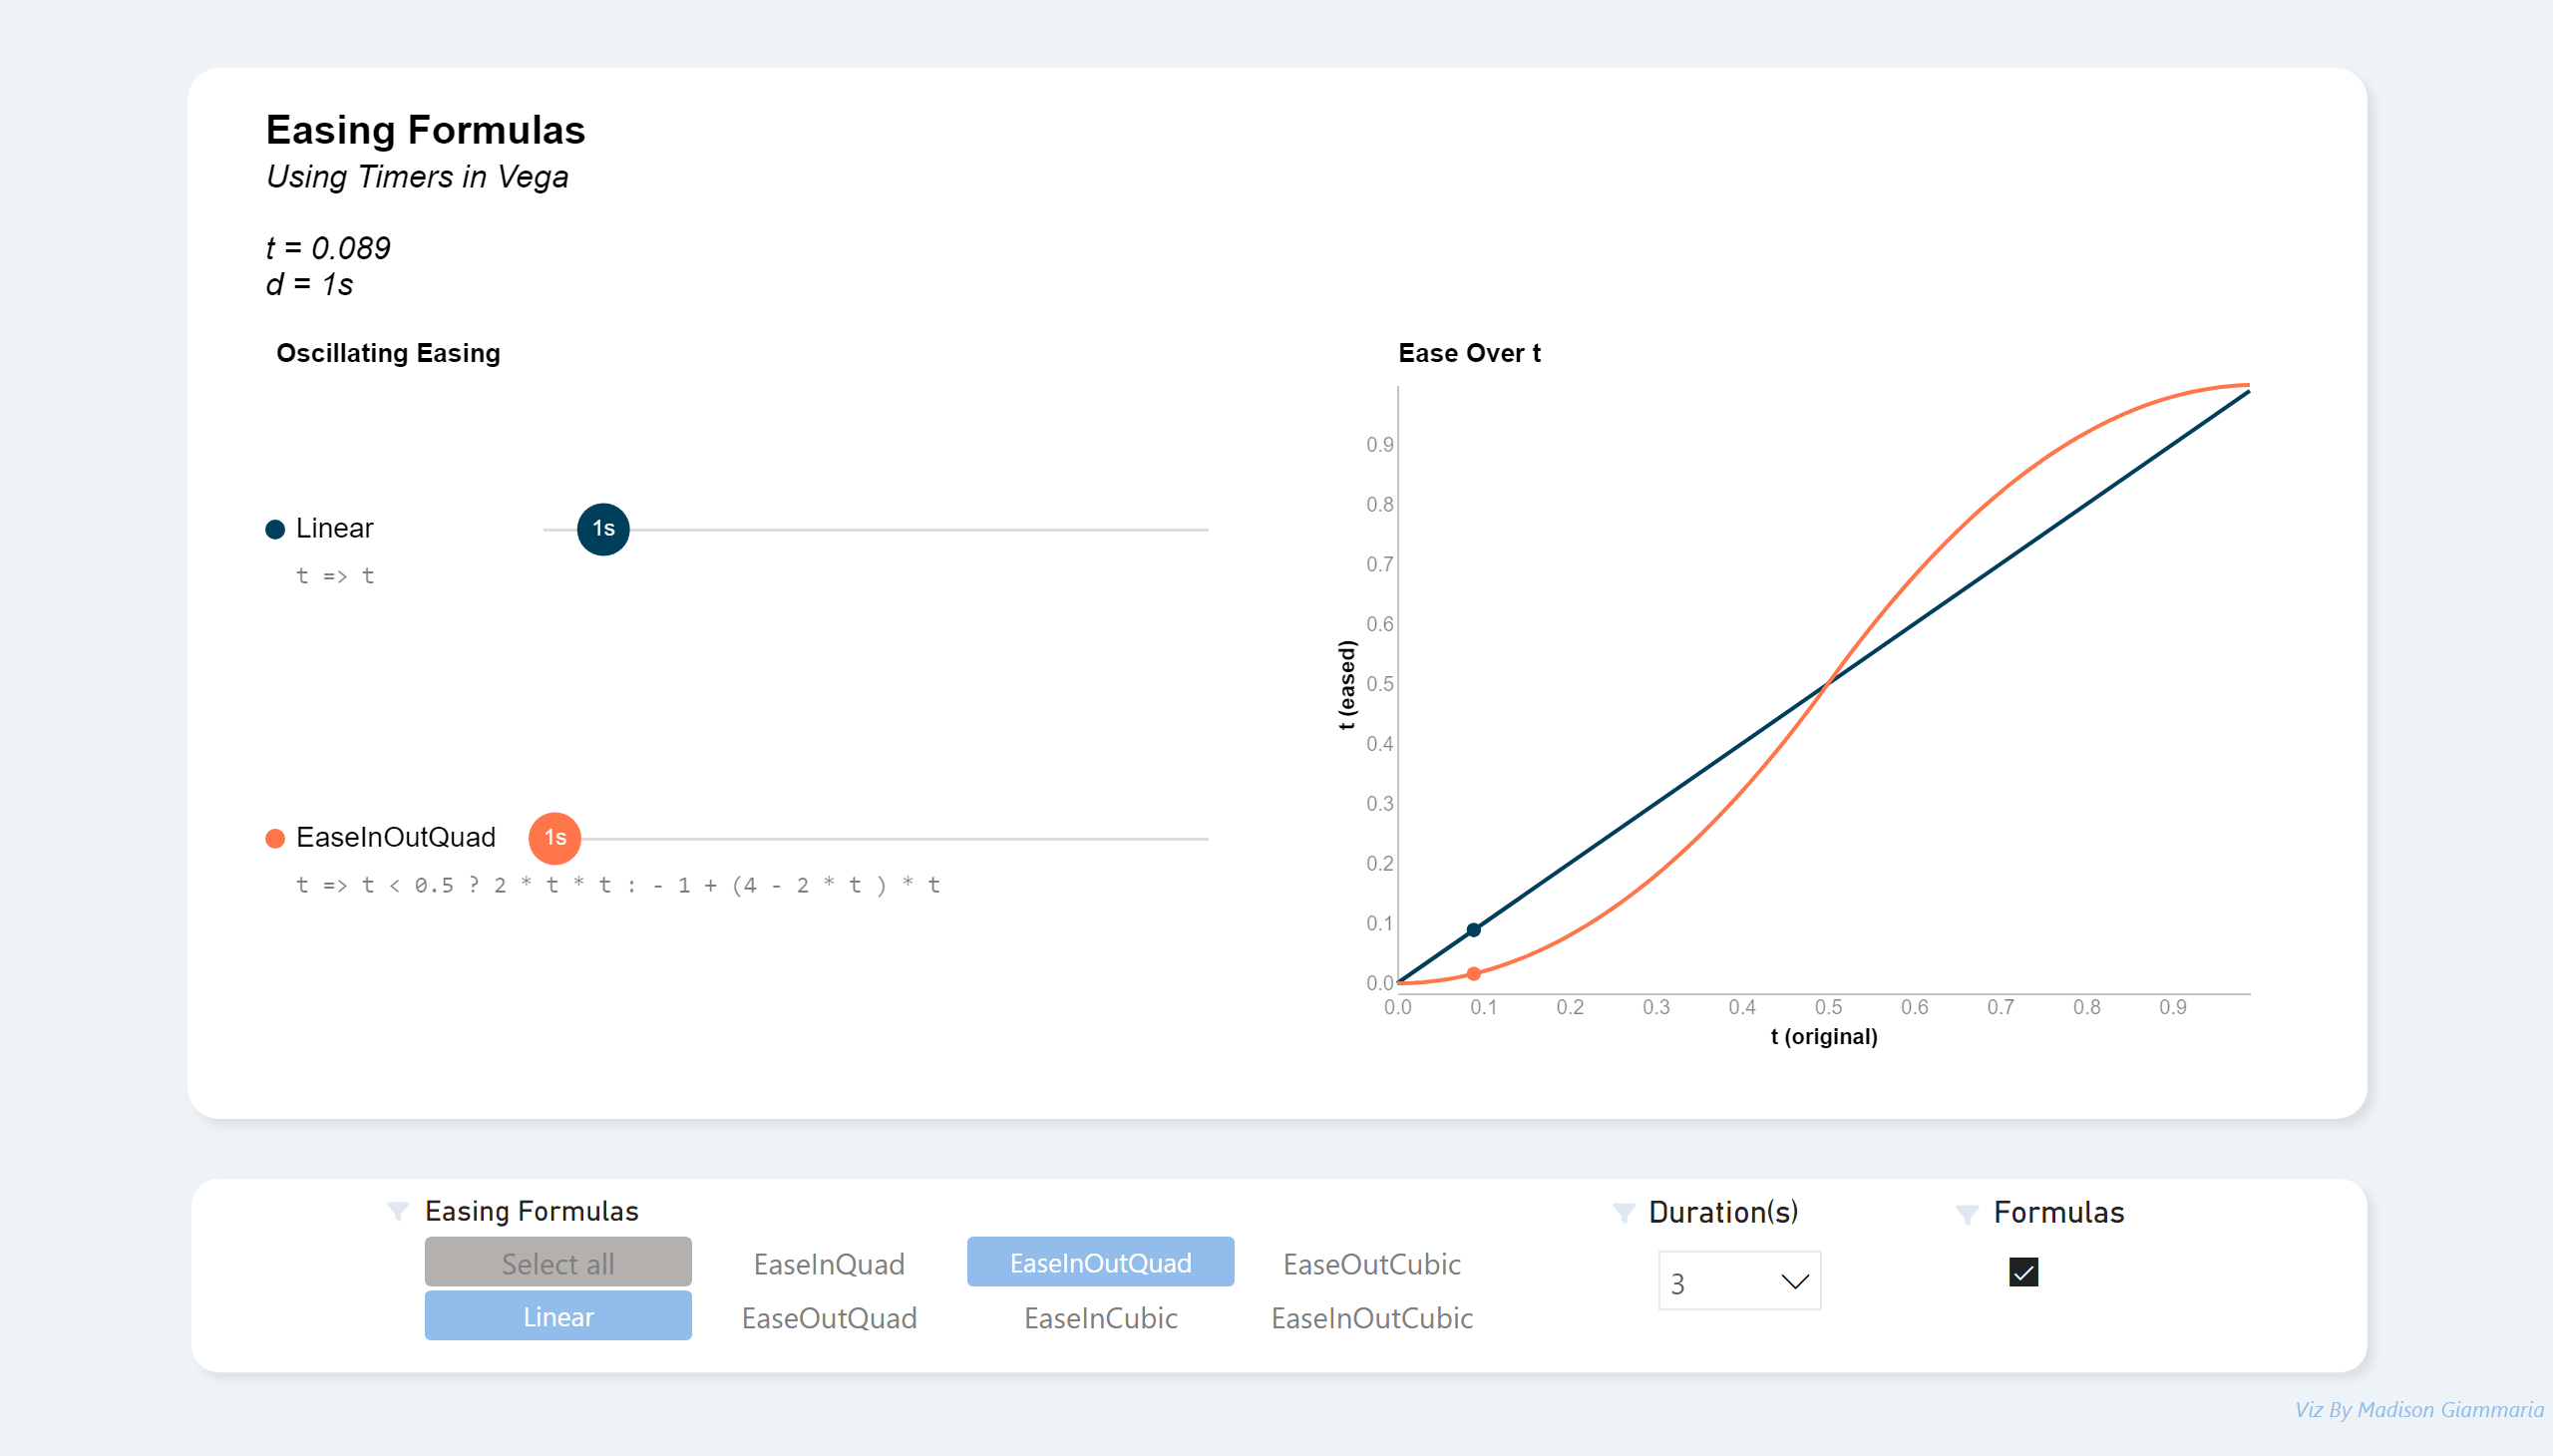 Easing Formulas
Using Timers in Vega
t = 0.089
d = 1s
Oscillating Easing
Linear
1s
t => t
EaseInOutQuad
1s
t => t < 0.5 ? 2 * t * t : - 1 + (4 - 2 * t ) * t
Ease Over t
t (eased)
0.9
0.8
0.7
0.6
0.5
0.4
0.3
0.2
0.1
0.0
0.0 0.1 0.2 0.3 0.4 0.5 0.6 0.7 0.8 0.9
t (original)
Easing Formulas
Select all EaseInQuad EaseInOutQuad EaseOutCubic
Linear EaseOutQuad EaseInCubic EaseInOutCubic
Duration(s)
3
Formulas
Viz By Madison Giammaria